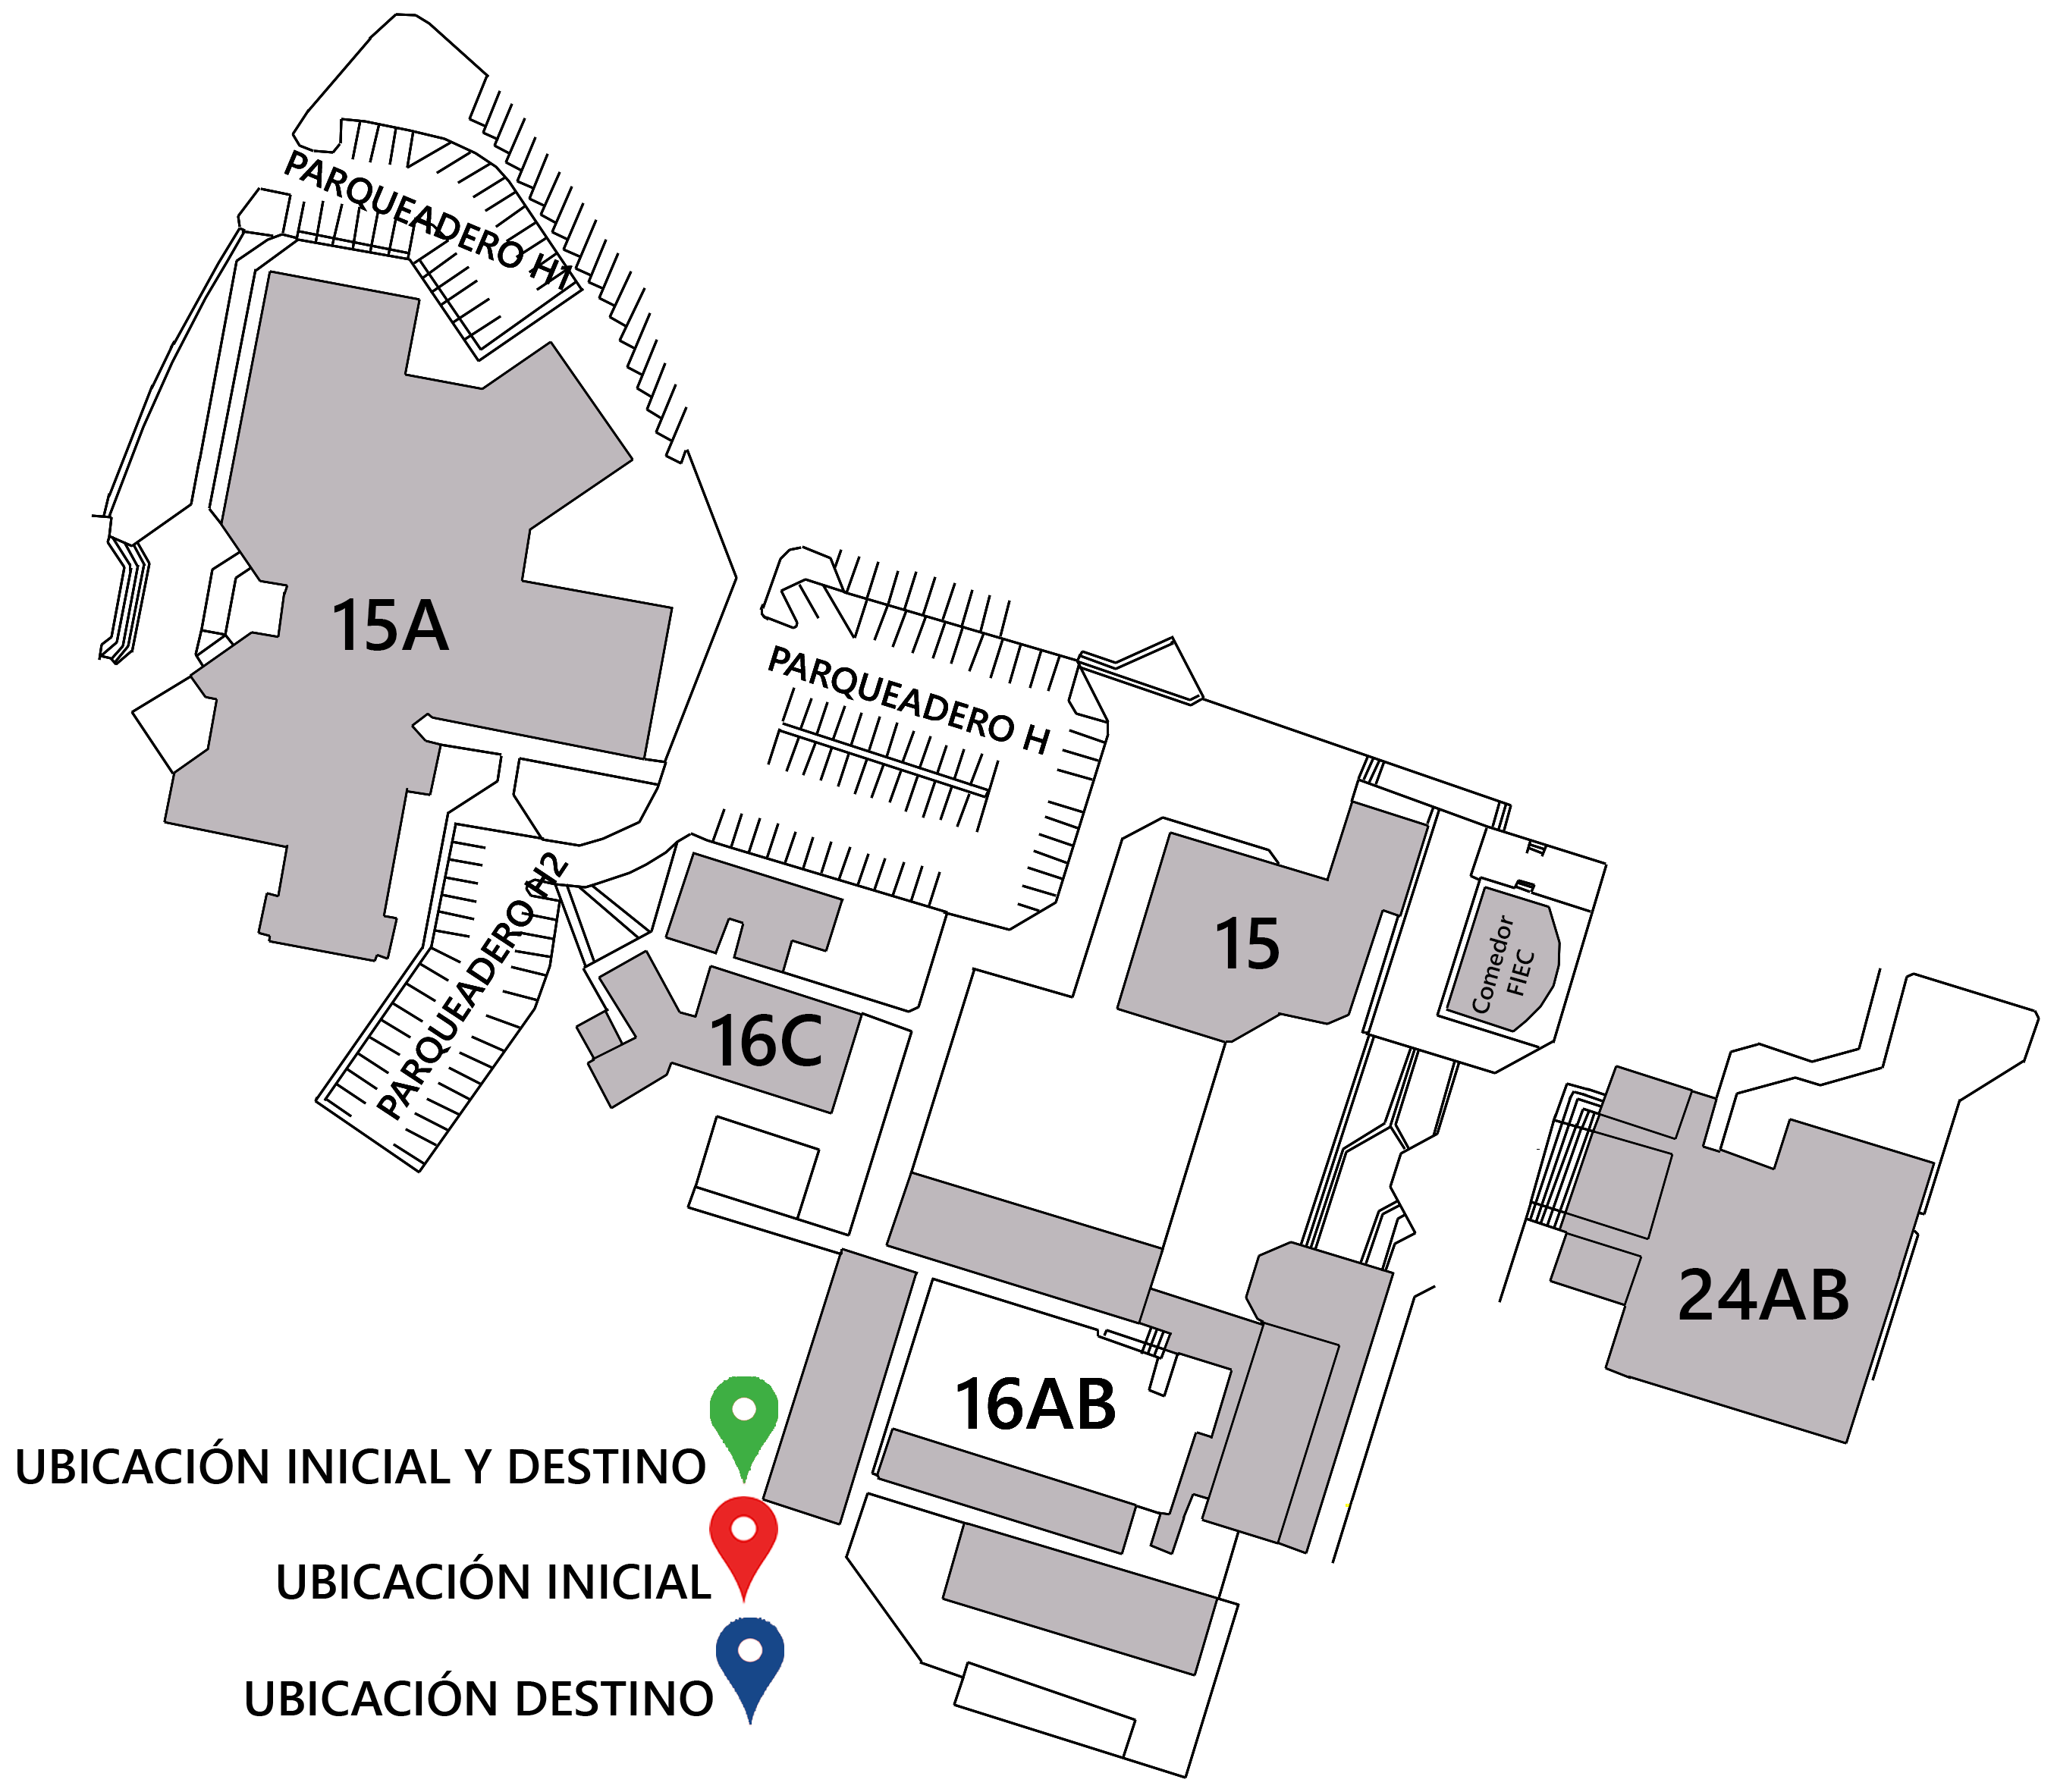 PARQUEADERO H1
15A
PARQUEADERO H
PARQUEADERO H2
15
Comedor
FIEC
16C
24AB
16AB
UBICACIÓN INICIAL Y DESTINO
UBICACIÓN INICIAL
UBICACIÓN DESTINO